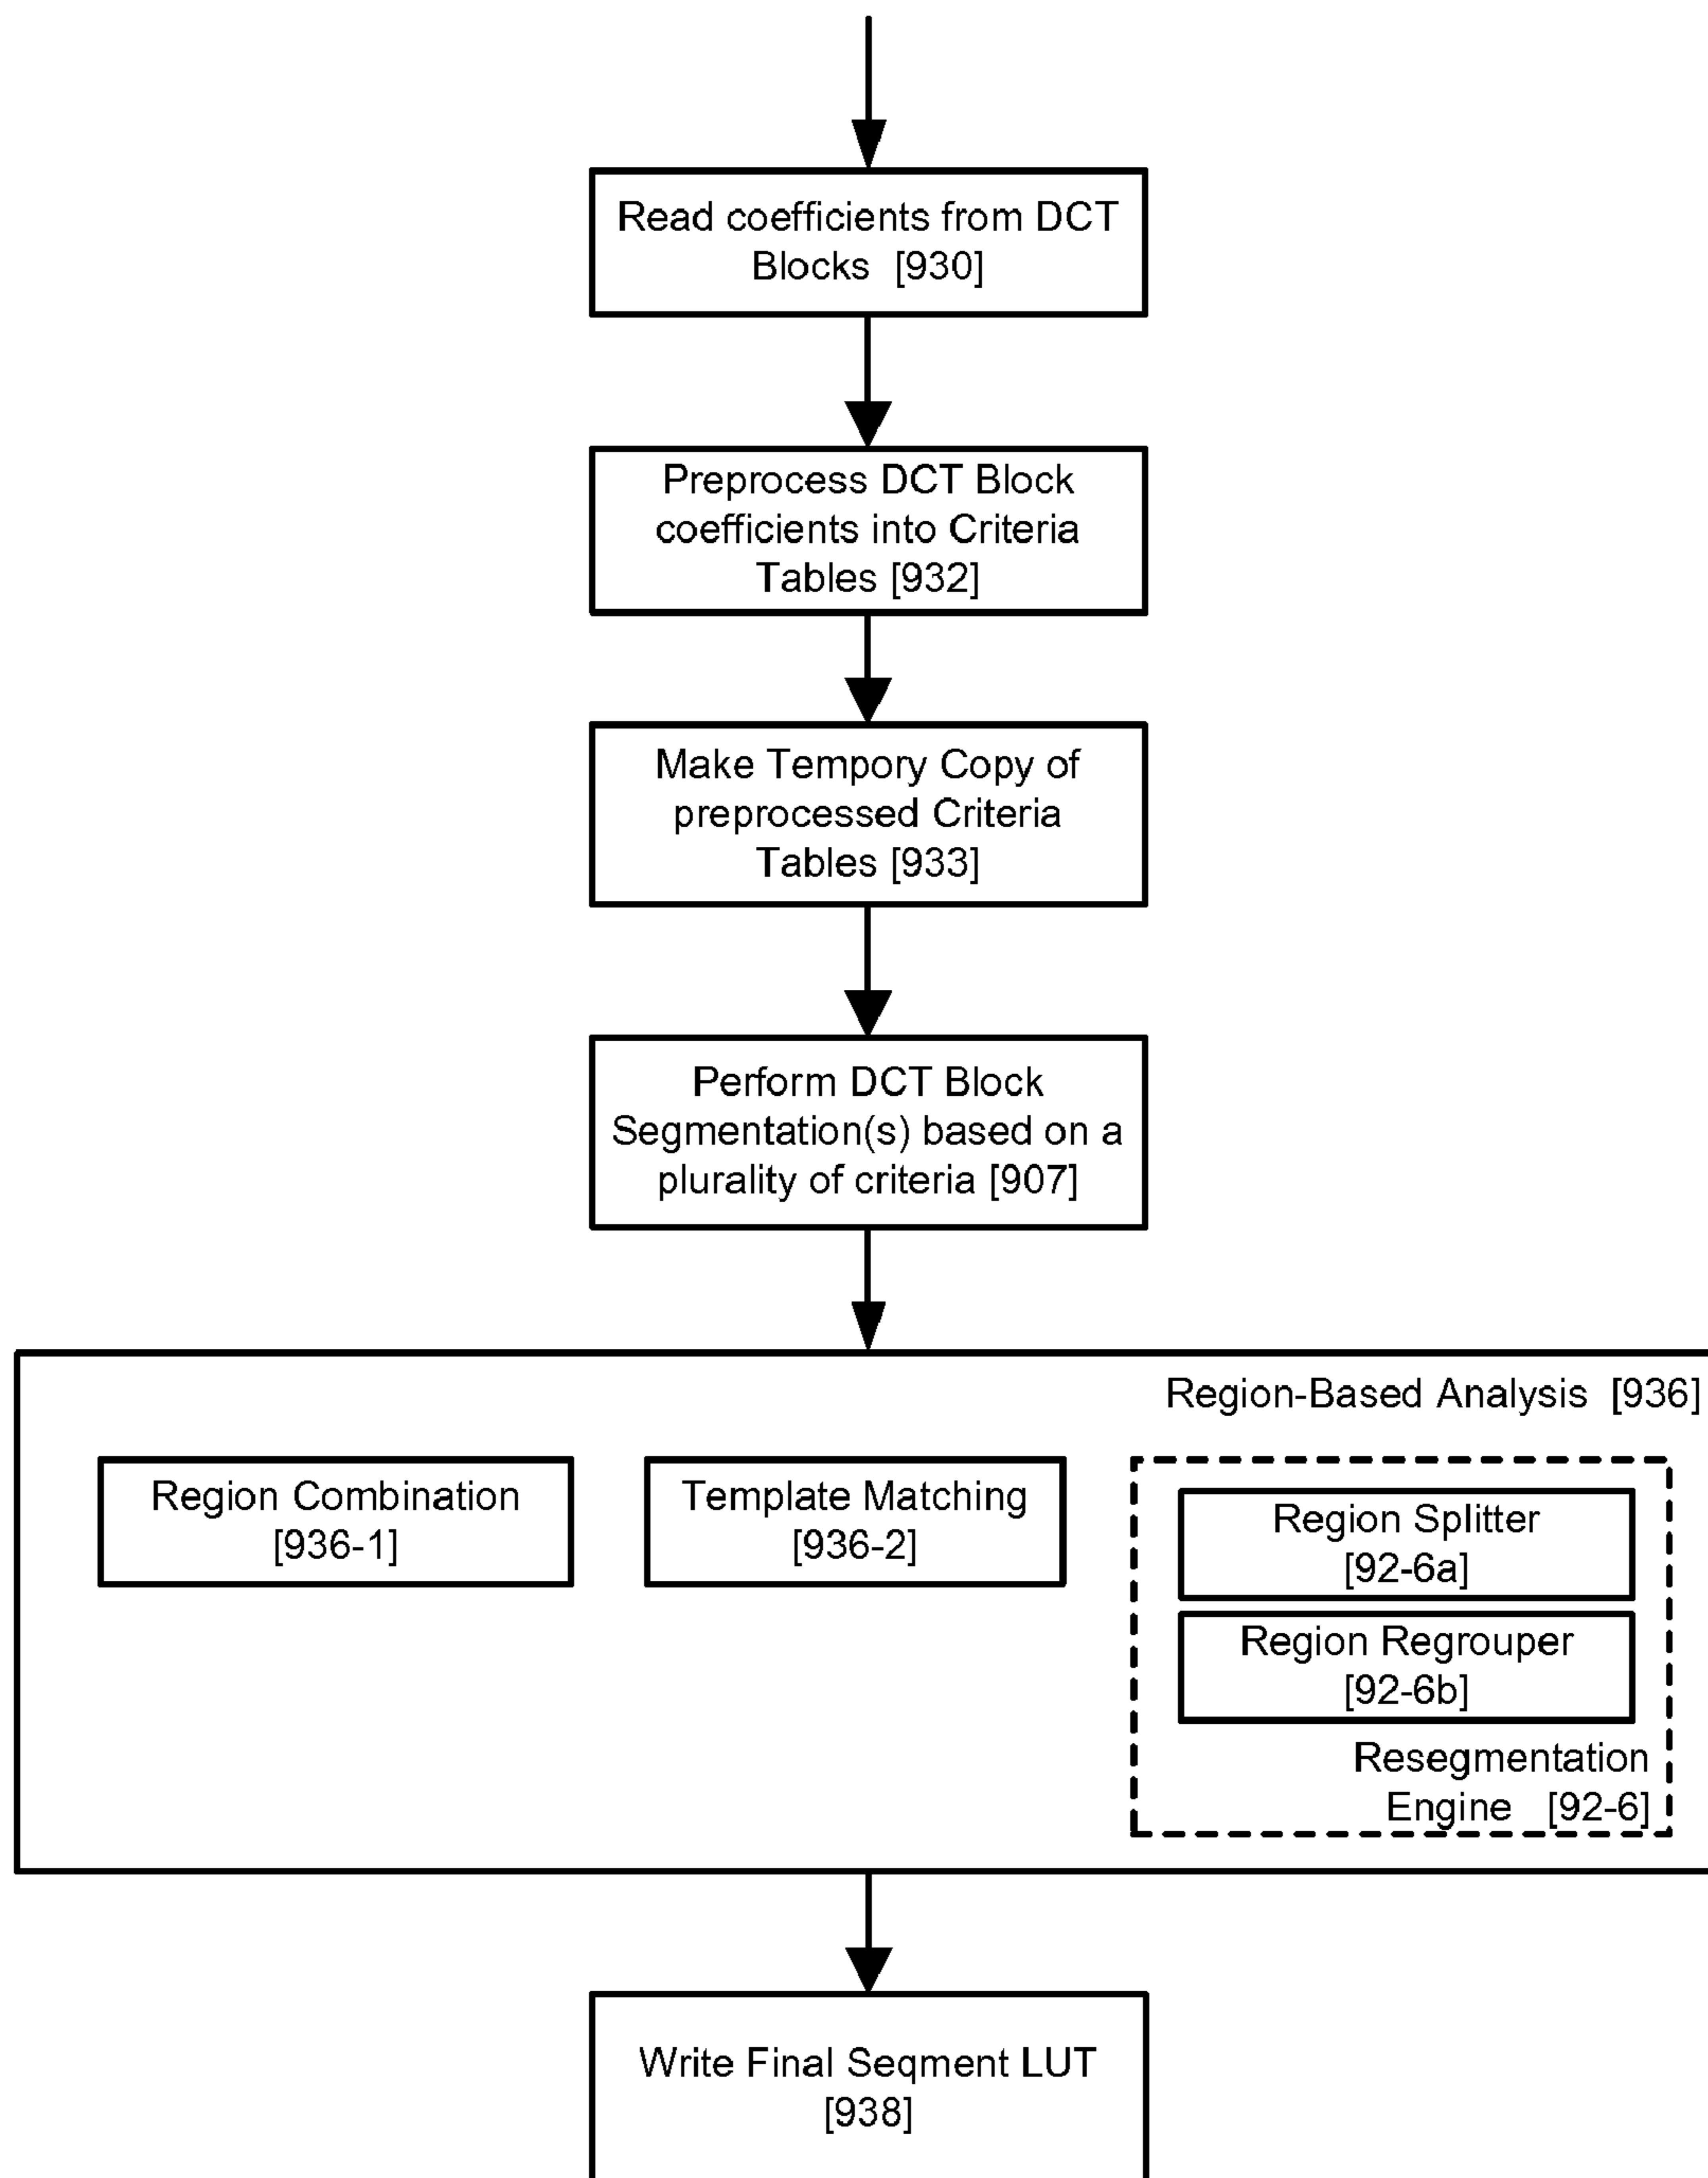 Read coefficients from DCT
Blocks [930]
Preprocess DCT Block
coefficients into Criteria
Tables [932]
Make Tempory Copy of
preprocessed Criteria
Tables [933]
Perform DCT Block
Segmentation(s) based on a
plurality of criteria [907]
Region-Based Analysis [936]
Region Combination
[936-1]
Template Matching
[936-2]
Region Splitter
[92-6a]
Region Regrouper
[92-6b]
Resegmentation
Engine [92-6]
Write Final Seqment LUT
[938]